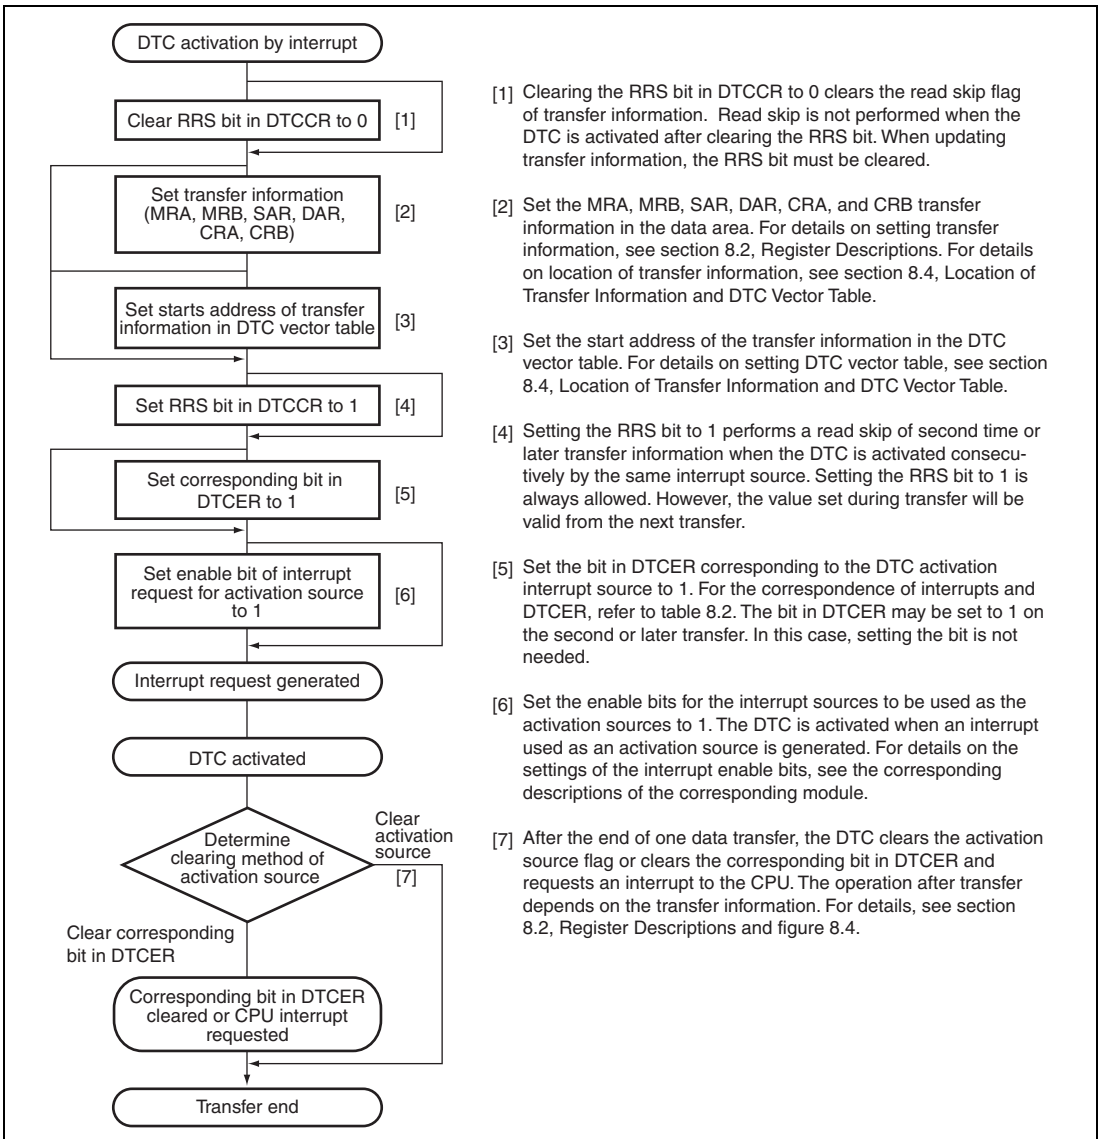 DTC activation by interrupt
Clear RRS bit in DTCCR to 0
[1]
Set transfer information
(MRA, MRB, SAR, DAR,
CRA, CRB)
[2]
Set starts address of transfer
information in DTC vector table
[3]
Set RRS bit in DTCCR to 1
[4]
Set corresponding bit in
DTCER to 1
[5]
Set enable bit of interrupt
request for activation source
to 1
[6]
Interrupt request generated
DTC activated
Determine
clearing method of
activation source
Clear
activation
source
[7]
Clear corresponding
bit in DTCER
Corresponding bit in DTCER
cleared or CPU interrupt
requested
Transfer end
[1] Clearing the RRS bit in DTCCR to 0 clears the read skip flag
of transfer information. Read skip is not performed when the
DTC is activated after clearing the RRS bit. When updating
transfer information, the RRS bit must be cleared.
[2] Set the MRA, MRB, SAR, DAR, CRA, and CRB transfer
information in the data area. For details on setting transfer
information, see section 8.2, Register Descriptions. For details
on location of transfer information, see section 8.4, Location of
Transfer Information and DTC Vector Table.
[3] Set the start address of the transfer information in the DTC
vector table. For details on setting DTC vector table, see section
8.4, Location of Transfer Information and DTC Vector Table.
[4] Setting the RRS bit to 1 performs a read skip of second time or
later transfer information when the DTC is activated consecu-
tively by the same interrupt source. Setting the RRS bit to 1 is
always allowed. However, the value set during transfer will be
valid from the next transfer.
[5] Set the bit in DTCER corresponding to the DTC activation
interrupt source to 1. For the correspondence of interrupts and
DTCER, refer to table 8.2. The bit in DTCER may be set to 1 on
the second or later transfer. In this case, setting the bit is not
needed.
[6] Set the enable bits for the interrupt sources to be used as the
activation sources to 1. The DTC is activated when an interrupt
used as an activation source is generated. For details on the
settings of the interrupt enable bits, see the corresponding
descriptions of the corresponding module.
[7] After the end of one data transfer, the DTC clears the activation
source flag or clears the corresponding bit in DTCER and
requests an interrupt to the CPU. The operation after transfer
depends on the transfer information. For details, see section
8.2, Register Descriptions and figure 8.4.